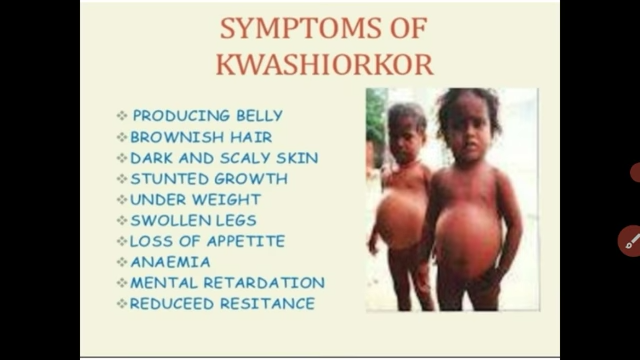 SYMPTOMS OF
KWASHIORKOR
PRODUCING BELLY
BROWNISH HAIR
DARK AND SCALY SKIN
STUNTED GROWTH
UNDER WEIGHT
SWOLLEN LEGS
LOSS OF APPETITE
ANAEMIA
MENTAL RETARDATION
REDUCEED RESITANCE